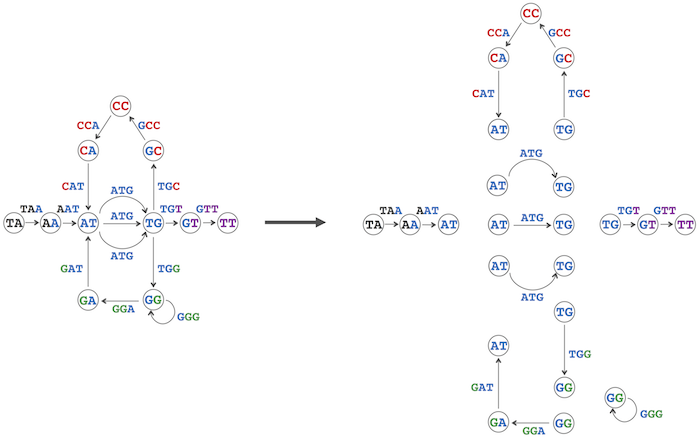 CC
CCA GCC
CA GC
CAT ATG TGC
TAA AAT ATG TGT GTT
TA AA AT TG GT TT
ATG
GAT TGG
GA GGA GG
GGG
CC
CCA GCC
CA GC
CAT TGC
AT TG
ATG
AT TG
TAA AAT ATG TGT GTT
TA AA AT AT TG TG GT TT
AT TG
ATG
TG
AT TGG
GAT GG GG
GA GGA GG GGG